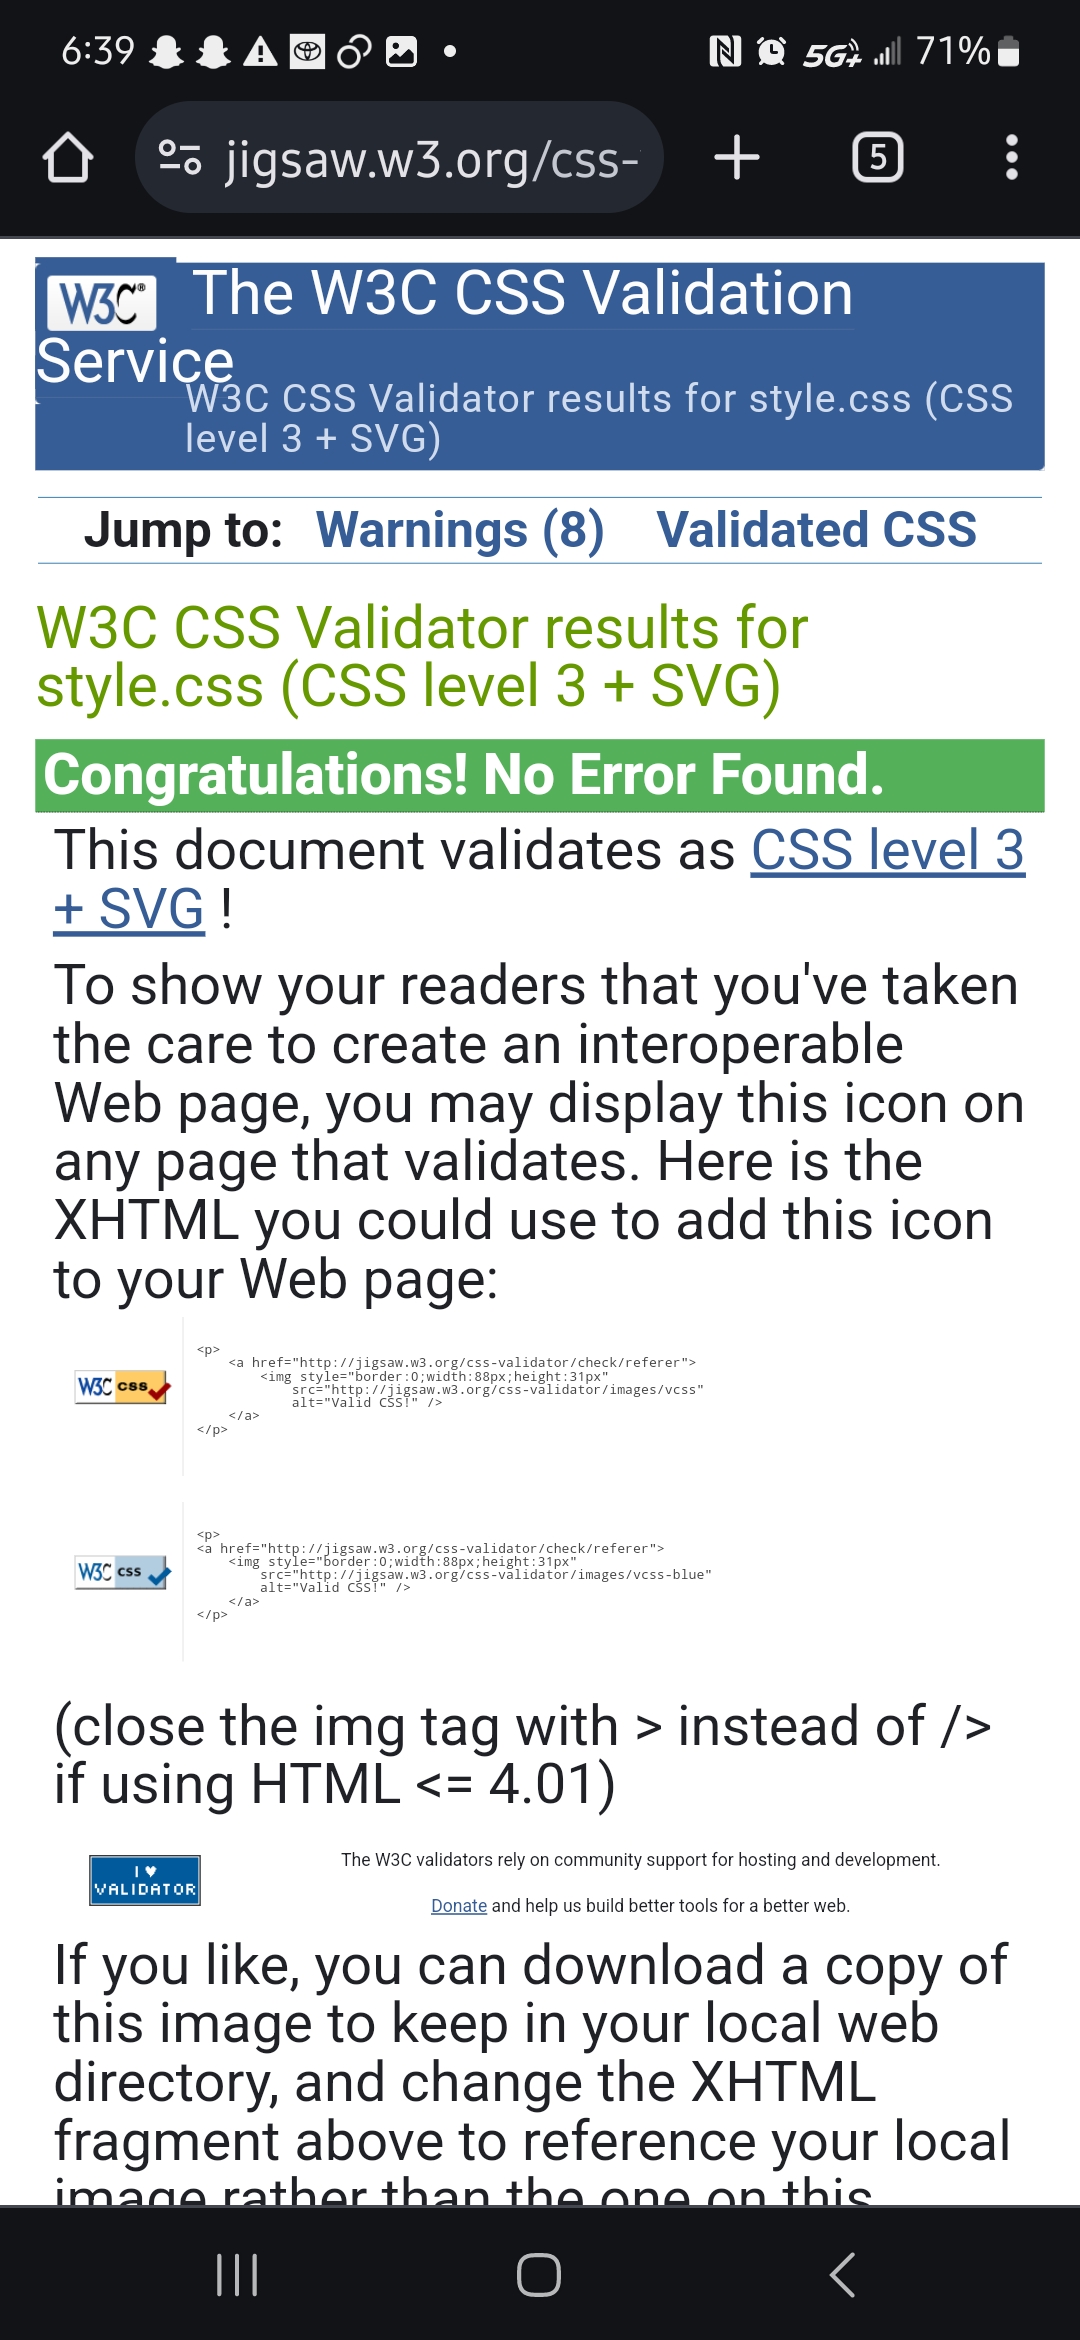 6:39
5G+ 71%
jigsaw.w3.org/css-
5
W3C® The W3C CSS Validation
Service
W3C CSS Validator results for style.css (CSS
level 3 + SVG)
Jump to: Warnings (8) Validated CSS
W3C CSS Validator results for
style.css (CSS level 3 + SVG)
Congratulations! No Error Found.
This document validates as CSS level 3
+ SVG !
To show your readers that you've taken
the care to create an interoperable
Web page, you may display this icon on
any page that validates. Here is the
XHTML you could use to add this icon
to your Web page:
W3C css
<p>
<a href="http://jigsaw.w3.org/css-validator/check/referer">
<img style="border:0;width:88px;height:31px"
src="http://jigsaw.w3.org/css-validator/images/vcss"
alt="Valid CSS!" />
</a>
</p>
W3C css
<p>
<a href="http://jigsaw.w3.org/css-validator/check/referer">
<img style="border:0;width:88px;height:31px"
src="http://jigsaw.w3.org/css-validator/images/vcss-blue"
alt="Valid CSS!" />
</a>
</p>
(close the img tag with > instead of />
if using HTML <= 4.01)
I ♥
VALIDATOR
The W3C validators rely on community support for hosting and development.
Donate and help us build better tools for a better web.
If you like, you can download a copy of
this image to keep in your local web
directory, and change the XHTML
fragment above to reference your local
image rather than the one on this